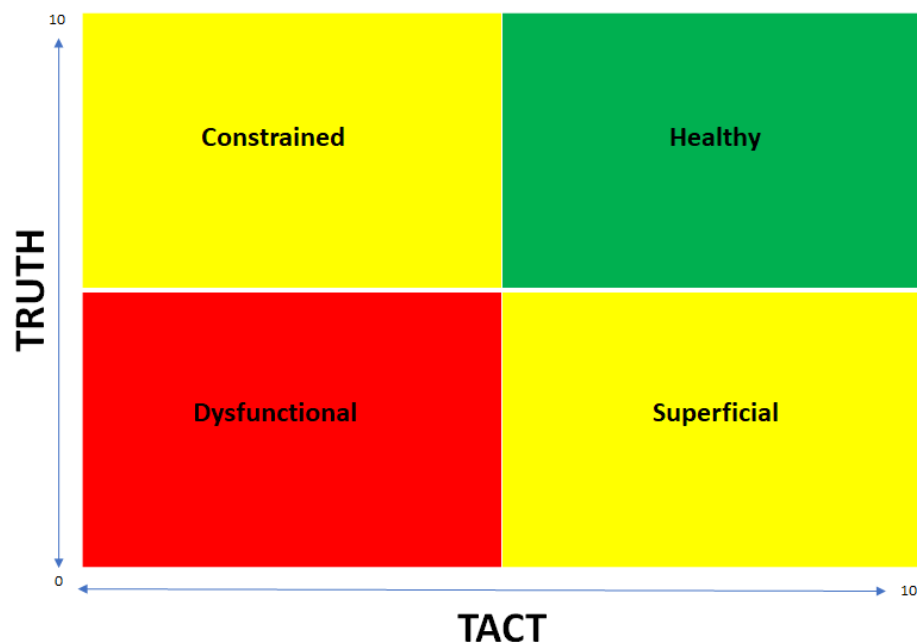 10
Constrained
Healthy
TRUTH
Dysfunctional
Superficial
0
10
TACT